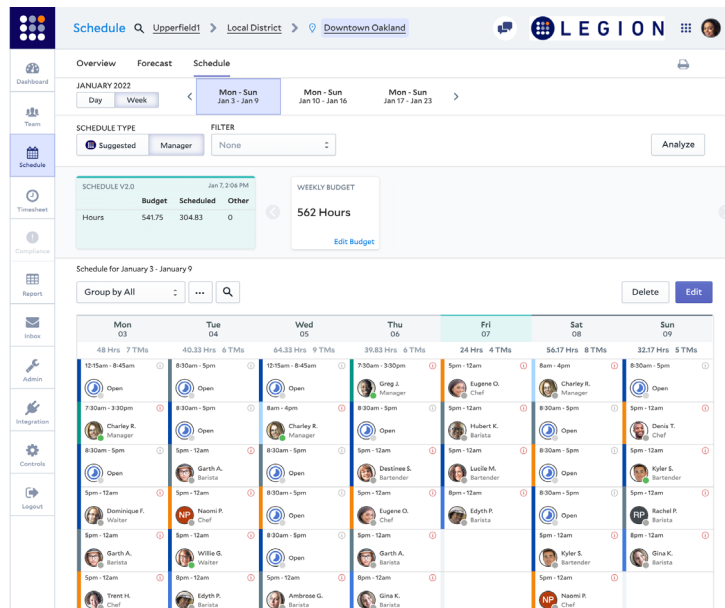 Schedule Upperfield1 > Local District > Downtown Oakland LEGION
Overview Forecast Schedule
JANUARY 2022
Day Week
< Mon - Sun Mon - Sun Mon - Sun >
Jan 3 - Jan 9 Jan 10 - Jan 16 Jan 17 - Jan 23
SCHEDULE TYPE FILTER
Suggested Manager None Analyze
Dashboard
Team
Schedule
Timesheet
Compliance
Report
Inbox
Admin
Integration
Controls
Logout
SCHEDULE V2.0 Jan 7, 2:06 PM
Budget Scheduled Other
Hours 541.75 304.83 0
WEEKLY BUDGET
562 Hours
Edit Budget
Schedule for January 3 - January 9
Group by All ... Delete Edit
Mon Tue Wed Thu Fri Sat Sun
03 04 05 06 07 08 09
48 Hrs 7 TMs 40.33 Hrs 6 TMs 64.33 Hrs 9 TMs 39.83 Hrs 6 TMs 24 Hrs 4 TMs 56.17 Hrs 8 TMs 32.17 Hrs 5 TMs
12:15am - 8:45am 8:30am - 5pm 12:15am - 8:45am 7:30am - 3:30pm 5pm - 12am 8am - 4pm 8:30am - 5pm
Open Open Open Greg J. Eugene O. Charley R. Open
Manager Chef Manager
7:30am - 3:30pm 8:30am - 5pm 8am - 4pm 8:30am - 5pm 5pm - 12am 8:30am - 5pm 5pm - 12am
Charley R. Open Charley R. Open Hubert K. Open Denis T.
Manager Manager Barista Chef
8:30am - 5pm 5pm - 12am 8:30am - 5pm 5pm - 12am 5pm - 12am 8:30am - 5pm 5pm - 12am
Open Garth A. Open Destinee S. Lucile M. Open Kyler S.
Barista Bartender Bartender Bartender
5pm - 12am 5pm - 12am 8:30am - 5pm 5pm - 12am 8pm - 12am 8:30am - 5pm 5pm - 12am
Dominique F. NP Naomi P. Open Eugene O. Edyth P. Open RP Rachel P.
Waiter Chef Chef Barista Barista
5pm - 12am 5pm - 12am 8:30am - 5pm 5pm - 12am 5pm - 12am 8pm - 12am
Garth A. Willie G. Open Garth A. Kyler S. Gina K.
Barista Waiter Barista Bartender Barista
5pm - 12am 8pm - 12am 5pm - 12am 8pm - 12am 5pm - 12am
Trent H. Edyth P. Ambrose G. Gina K. NP Naomi P.
Chef Barista Barista Barista Chef